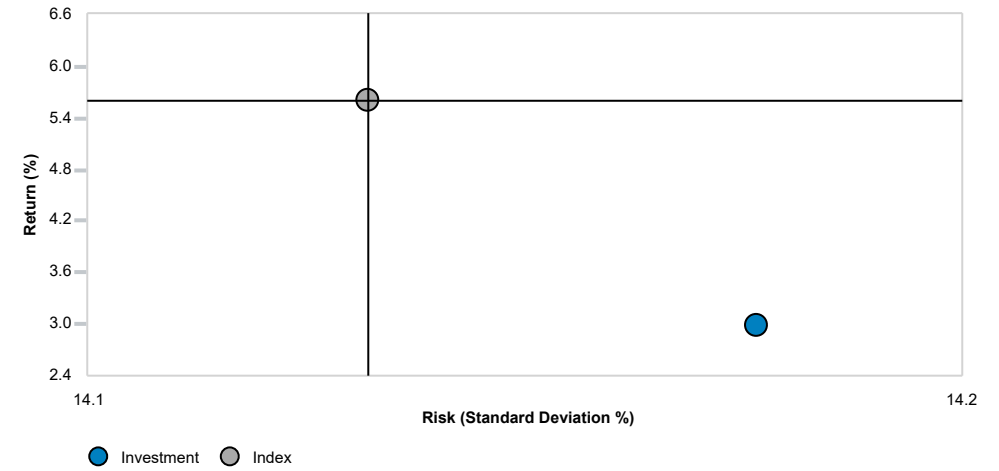 6.6
6.0
5.4
4.8
4.2
3.6
3.0
2.4
Return (%)
14.1
14.2
Risk (Standard Deviation %)
Investment
Index